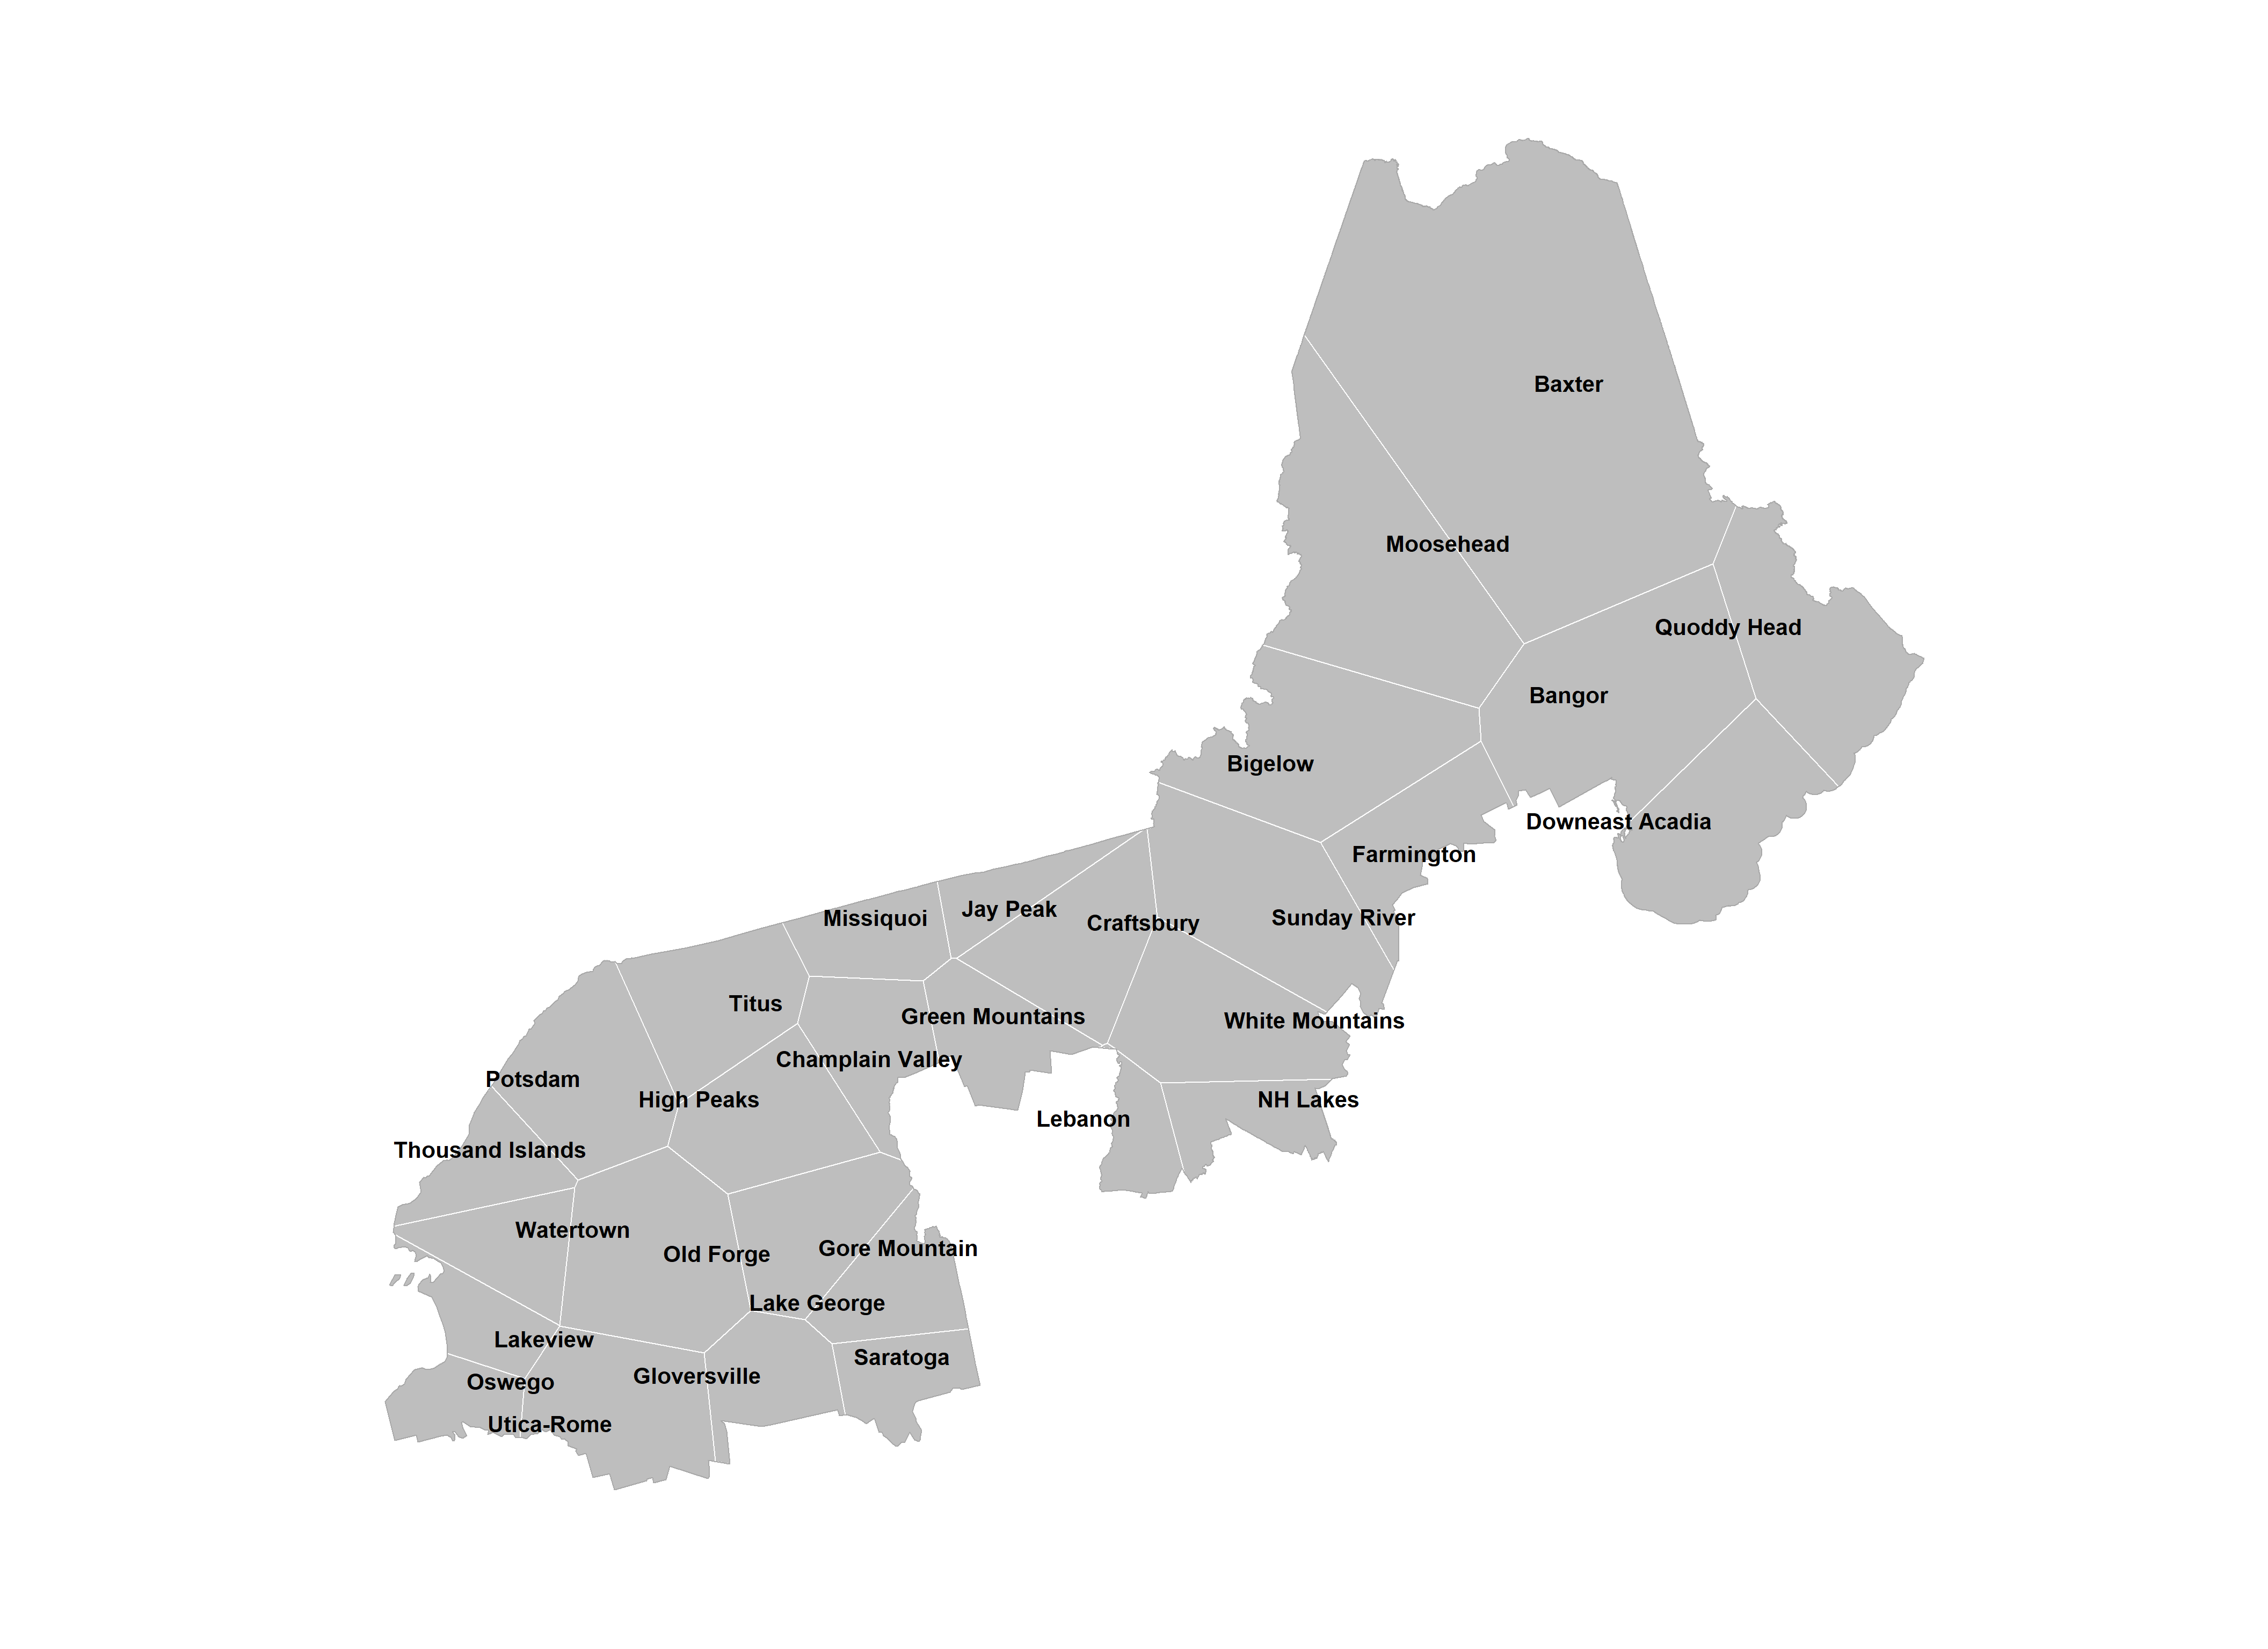 Baxter
Moosehead
Quoddy Head
Bangor
Bigelow
Downeast Acadia
Farmington
Jay Peak
Missiquoi
Sunday River
Craftsbury
Titus
Green Mountains
White Mountains
Champlain Valley
Potsdam
High Peaks
NH Lakes
Lebanon
Thousand Islands
Watertown
Gore Mountain
Old Forge
Lake George
Lakeview
Saratoga
Gloversville
Oswego
Utica-Rome